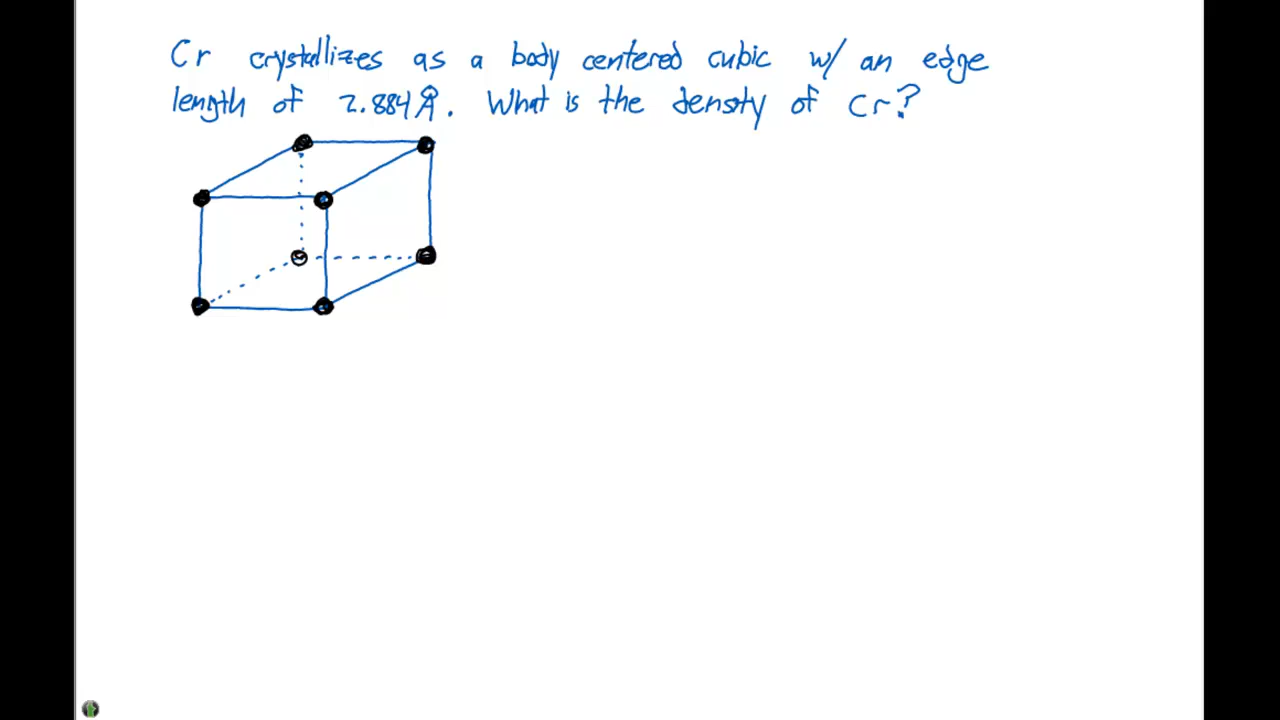 Cr crystallizes as a body centered cubic w/ an edge
length of 2.884 Å. What is the density of Cr?